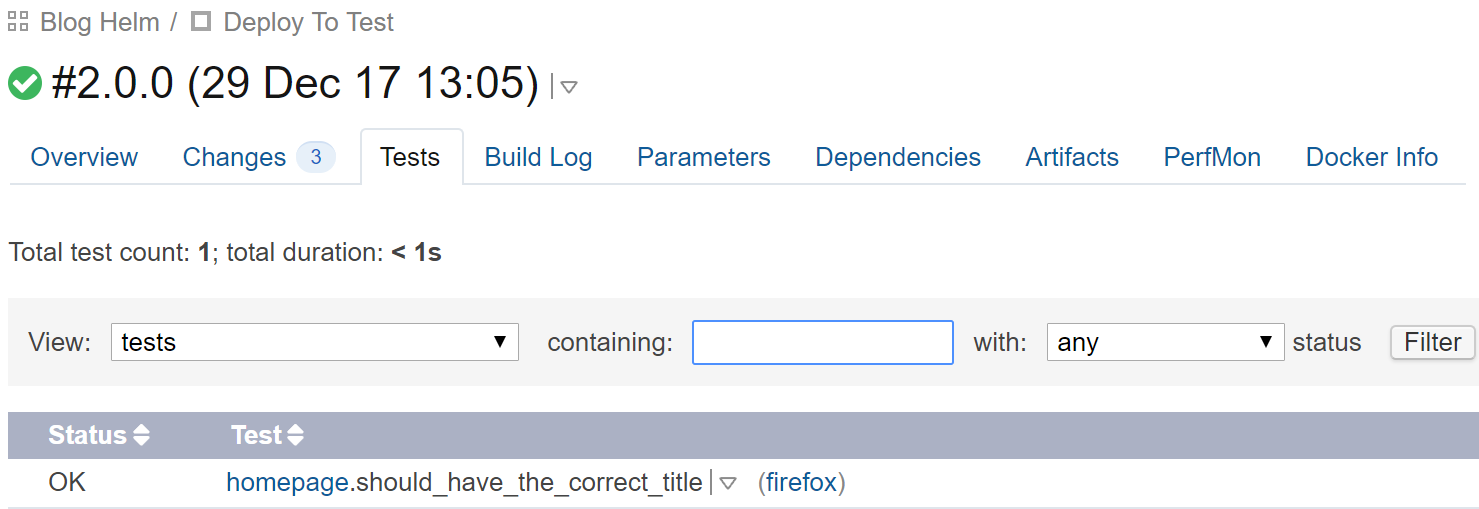 Blog Helm / Deploy To Test
#2.0.0 (29 Dec 17 13:05)
Overview Changes 3 Tests Build Log Parameters Dependencies Artifacts PerfMon Docker Info
Total test count: 1; total duration: < 1s
View: tests containing: with: any status Filter
Status Test
OK homepage.should_have_the_correct_title (firefox)